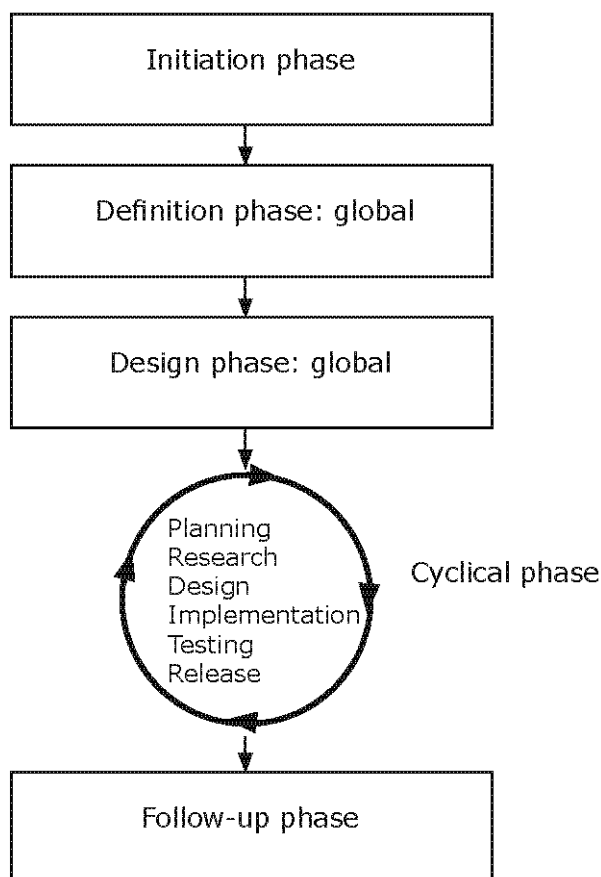 Initiation phase
Definition phase: global
Design phase: global
Planning
Research
Design
Implementation
Testing
Release
Cyclical phase
Follow-up phase